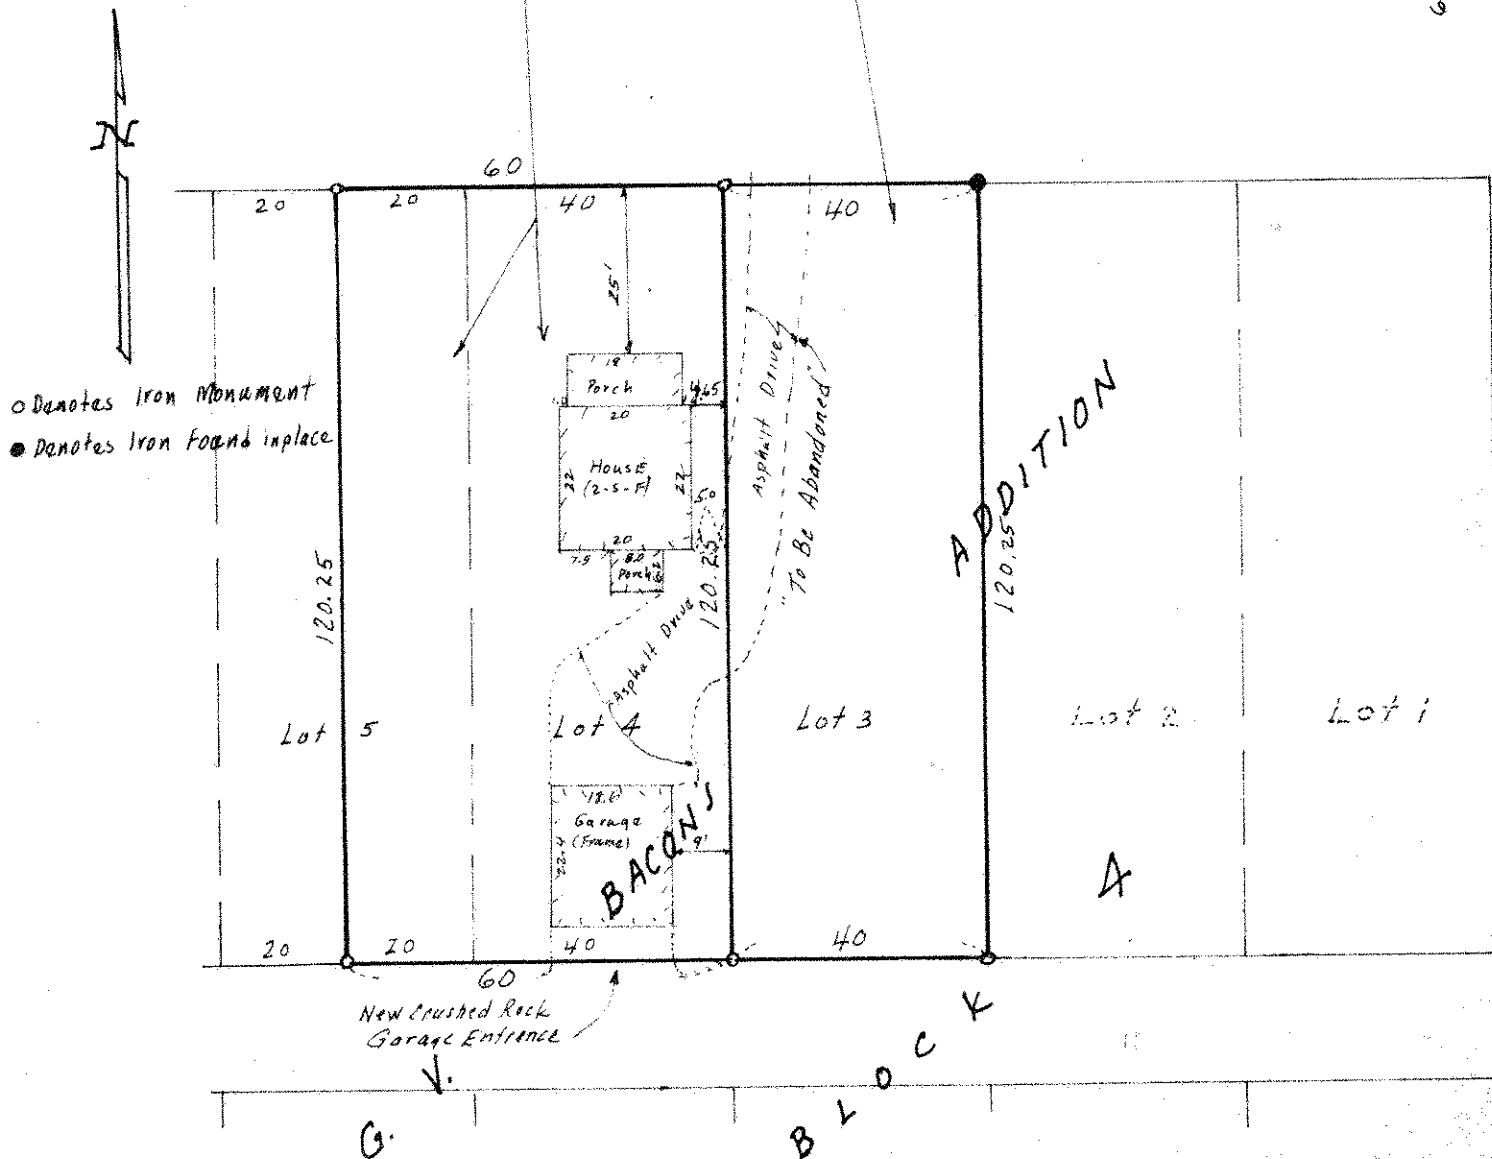 N
60
20
20
40
40
25'
o Denotes Iron Monument
● Denotes Iron Found inplace
18
Porch
4.65
20
House
(2-S-F)
22
22
5.0
20
7.5
8.0
Porch
Asphalt Drive
"To Be Abandoned"
ADDITION
120.25
120.25
120.25
Asphalt Drive
Lot 5
Lot 4
Lot 3
Lot 2
Lot 1
Garage
(Frame)
22.4
9'
BACON'S
4
20
20
40
40
60
New Crushed Rock
Garage Entrence
G. V.
BLOCK